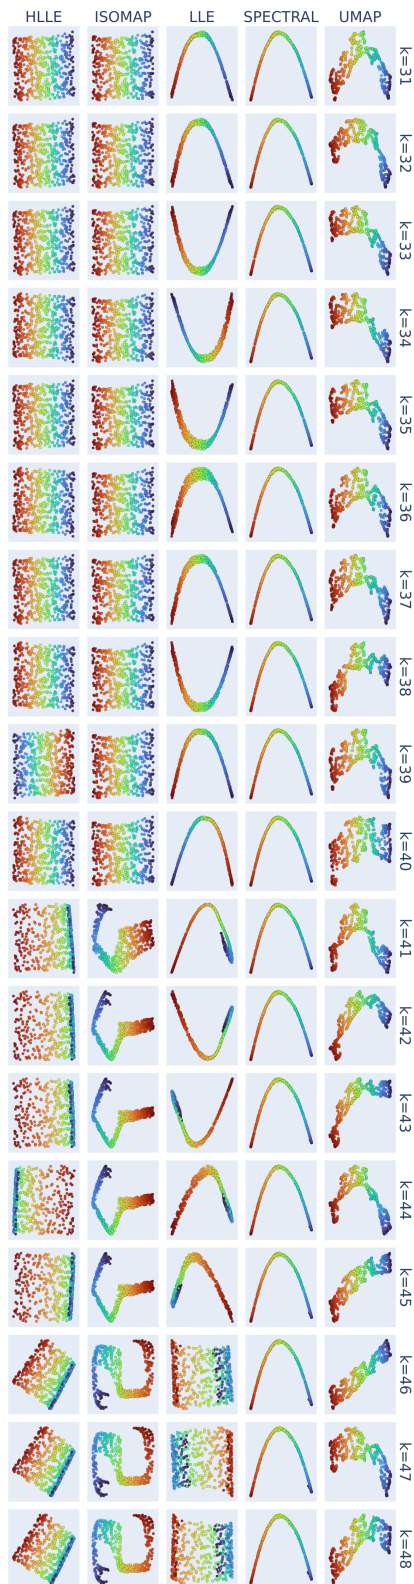 HLLE ISOMAP LLE SPECTRAL UMAP
k=31
k=32
k=33
k=34
k=35
k=36
k=37
k=38
k=39
k=40
k=41
k=42
k=43
k=44
k=45
k=46
k=47
k=48